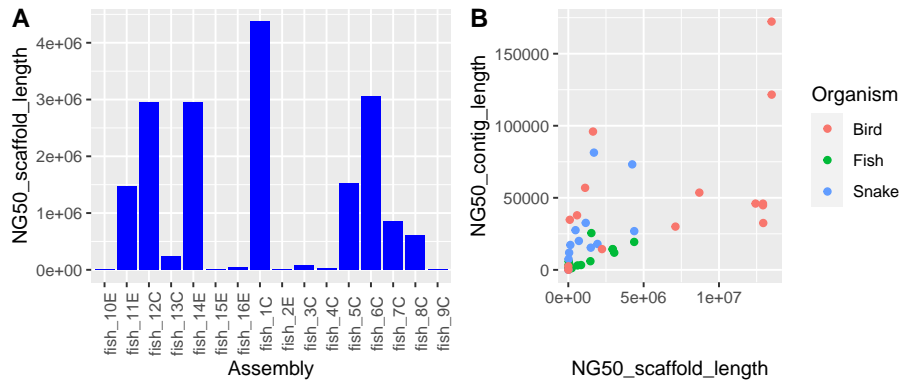 A
NG50_scaffold_length
4e+06
3e+06
2e+06
1e+06
0e+00
fish_10E
fish_11E
fish_12C
fish_13C
fish_14E
fish_15E
fish_16E
fish_1C
fish_2E
fish_3C
fish_4C
fish_5C
fish_6C
fish_7C
fish_8C
fish_9C
Assembly
B
NG50_contig_length
150000
100000
50000
0
0e+00 5e+06 1e+07
NG50_scaffold_length
Organism
Bird
Fish
Snake